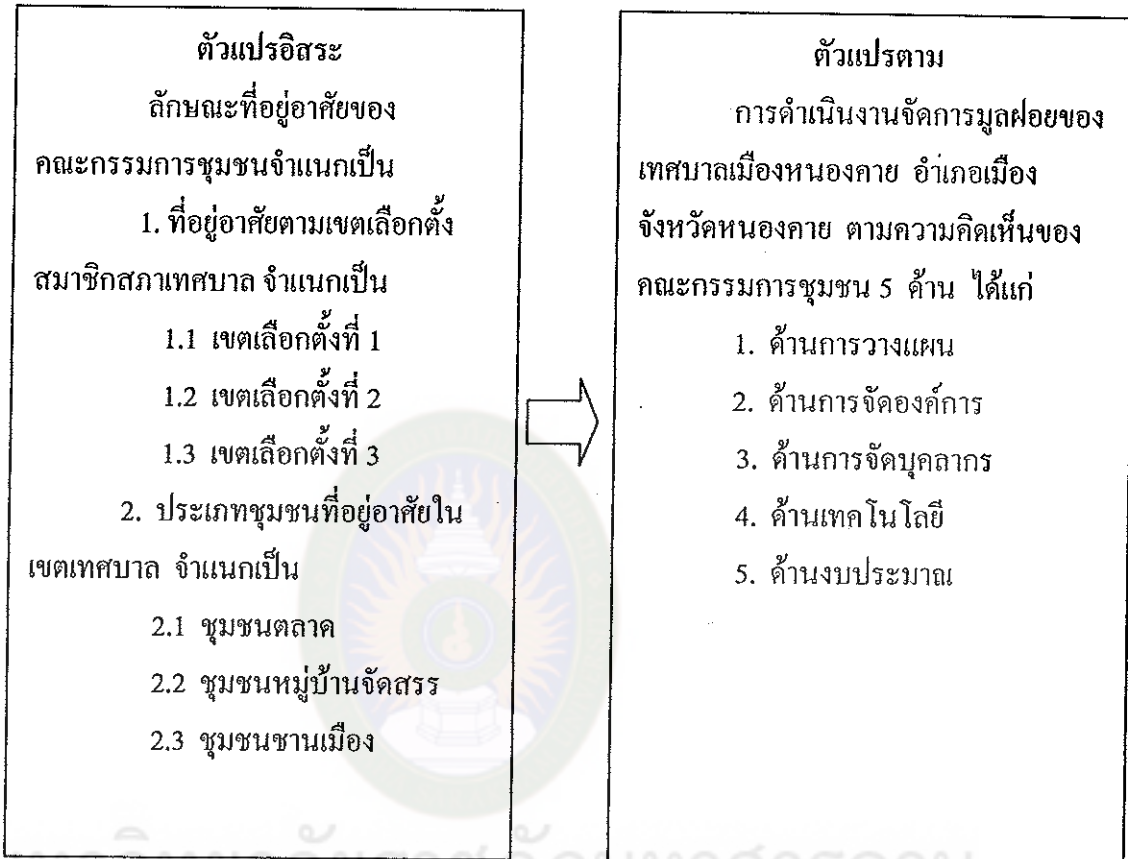 ตัวแปรอิสระ
ลักษณะที่อยู่อาศัยของ
คณะกรรมการชุมชนจำแนกเป็น
1. ที่อยู่อาศัยตามเขตเลือกตั้ง
สมาชิกสภาเทศบาล จำแนกเป็น
1.1 เขตเลือกตั้งที่ 1
1.2 เขตเลือกตั้งที่ 2
1.3 เขตเลือกตั้งที่ 3
2. ประเภทชุมชนที่อยู่อาศัยใน
เขตเทศบาล จำแนกเป็น
2.1 ชุมชนตลาด
2.2 ชุมชนหมู่บ้านจัดสรร
2.3 ชุมชนชานเมือง
ตัวแปรตาม
การดำเนินงานจัดการมูลฝอยของ
เทศบาลเมืองหนองคาย อำเภอเมือง
จังหวัดหนองคาย ตามความคิดเห็นของ
คณะกรรมการชุมชน 5 ด้าน ได้แก่
1. ด้านการวางแผน
2. ด้านการจัดองค์การ
3. ด้านการจัดบุคลากร
4. ด้านเทคโนโลยี
5. ด้านงบประมาณ